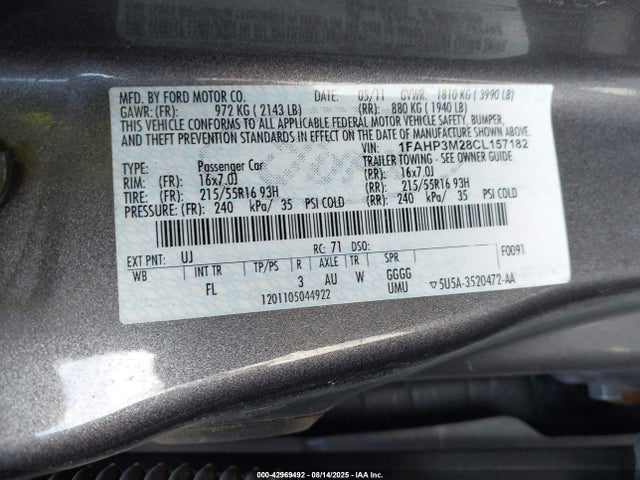 MFD. BY FORD MOTOR CO. DATE: 05/11 GVWR: 1810 KG ( 3990 LB)
GAWR: (FR): 972 KG ( 2143 LB) (RR): 880 KG ( 1940 LB)
THIS VEHICLE CONFORMS TO ALL APPLICABLE FEDERAL MOTOR VEHICLE SAFETY, BUMPER,
AND THEFT PREVENTION STANDARDS IN EFFECT ON THE DATE OF MANUFACTURE SHOWN ABOVE.
VIN: 1FAHP3M28CL157182
TYPE: Passenger Car TRAILER TOWING - SEE OWNER GUIDE
RIM: (FR): 16x7.0J (RR): 16x7.0J
TIRE: (FR): 215/55R16 93H (RR): 215/55R16 93H
PRESSURE: (FR): 240 kPa/ 35 PSI COLD (RR): 240 kPa/ 35 PSI COLD
EXT PNT: UJ RC: 71 DSO: F0091
WB INT TR TP/PS R AXLE TR SPR
FL 3 AU W GGGG
1201105044922 UMU ▽5U5A-3520472-AA
000-42969492 - 08/14/2025 - IAA Inc.